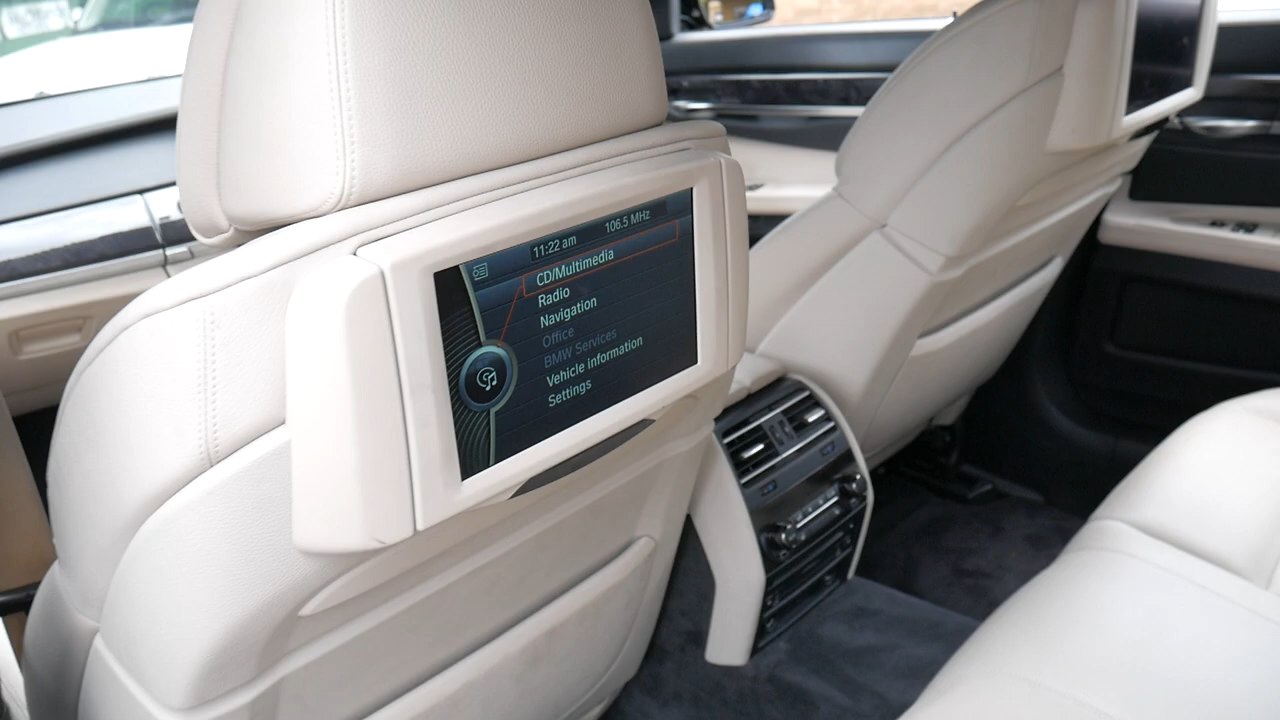 11:22 am 106.5 MHz
CD/Multimedia
Radio
Navigation
Office
BMW Services
Vehicle information
Settings